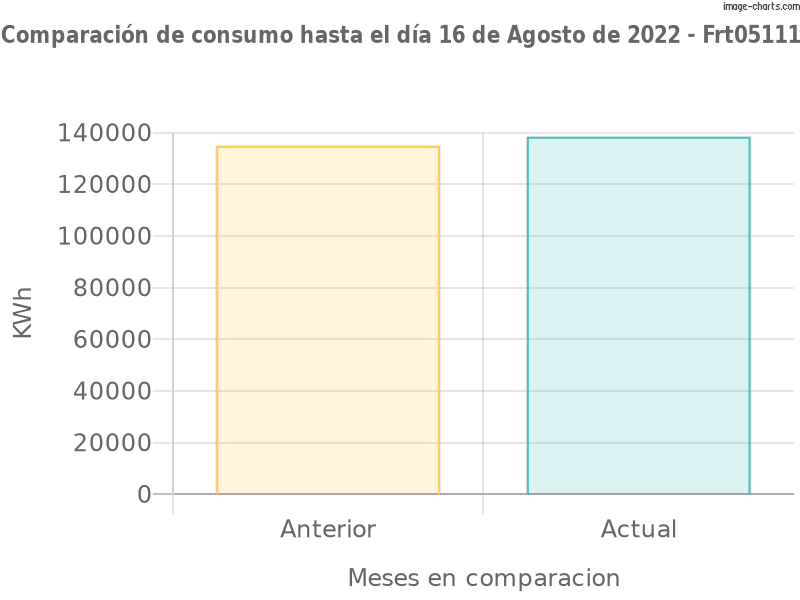 image-charts.com
Comparación de consumo hasta el día 16 de Agosto de 2022 - Frt05111
140000
120000
100000
80000
60000
40000
20000
0
KWh
Anterior Actual
Meses en comparacion